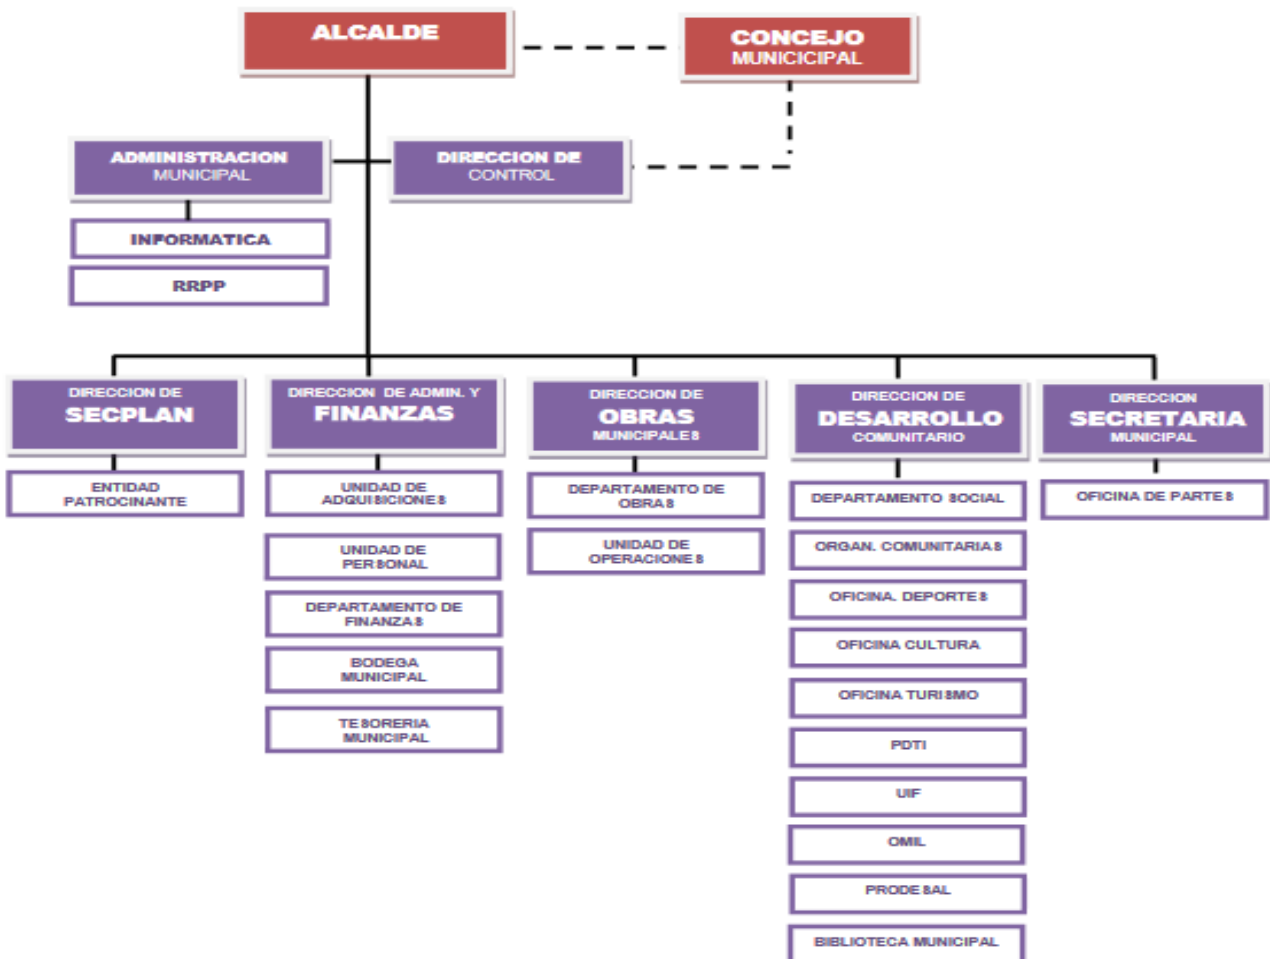 ALCALDE
CONCEJO
MUNICICIPAL
ADMINISTRACION
MUNICIPAL
DIRECCION DE
CONTROL
INFORMATICA
RRPP
DIRECCION DE
SECPLAN
ENTIDAD
PATROCINANTE
DIRECCION DE ADMIN. Y
FINANZAS
UNIDAD DE
ADQUISICIONES
UNIDAD DE
PERSONAL
DEPARTAMENTO DE
FINANZAS
BODEGA
MUNICIPAL
TESORERIA
MUNICIPAL
DIRECCION DE
OBRAS
MUNICIPALES
DEPARTAMENTO DE
OBRAS
UNIDAD DE
OPERACIONES
DIRECCION DE
DESARROLLO
COMUNITARIO
DEPARTAMENTO SOCIAL
ORGAN. COMUNITARIAS
OFICINA. DEPORTES
OFICINA CULTURA
OFICINA TURISMO
PDTI
UIF
OMIL
PRODESAL
BIBLIOTECA MUNICIPAL
DIRECCION
SECRETARIA
MUNICIPAL
OFICINA DE PARTES